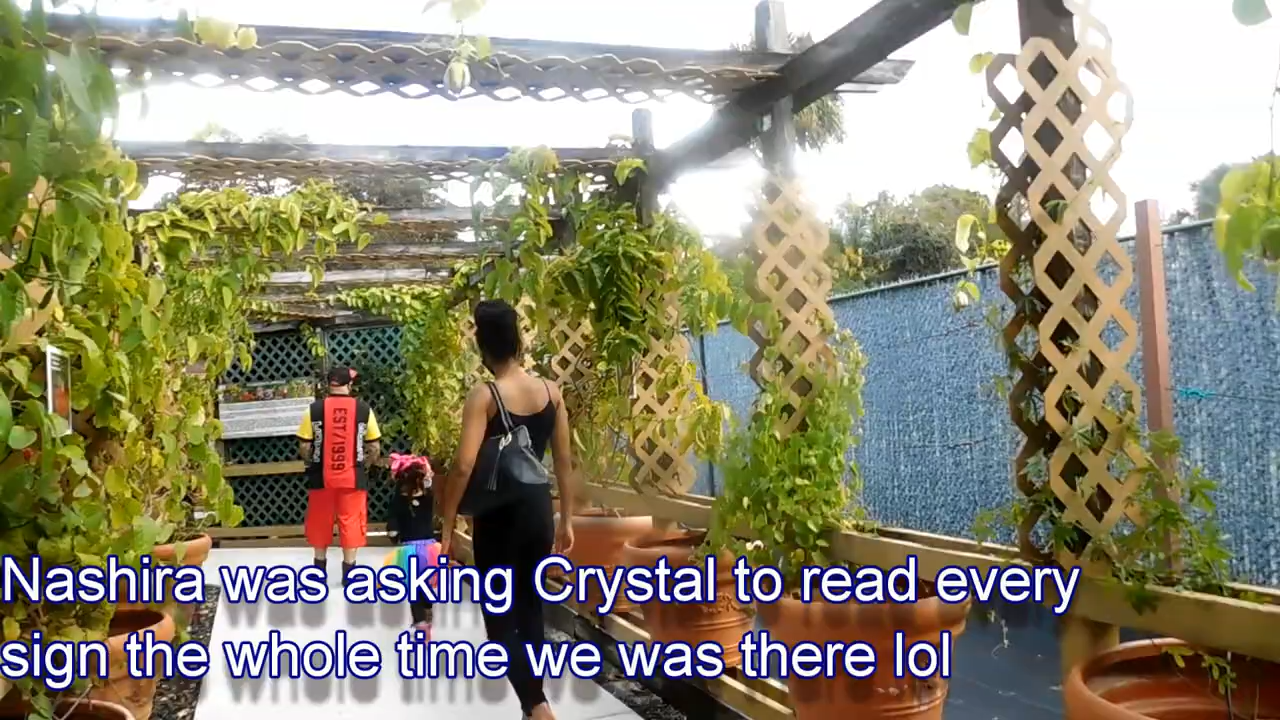 EST/1999
Nashira was asking Crystal to read every
sign the whole time we was there lol